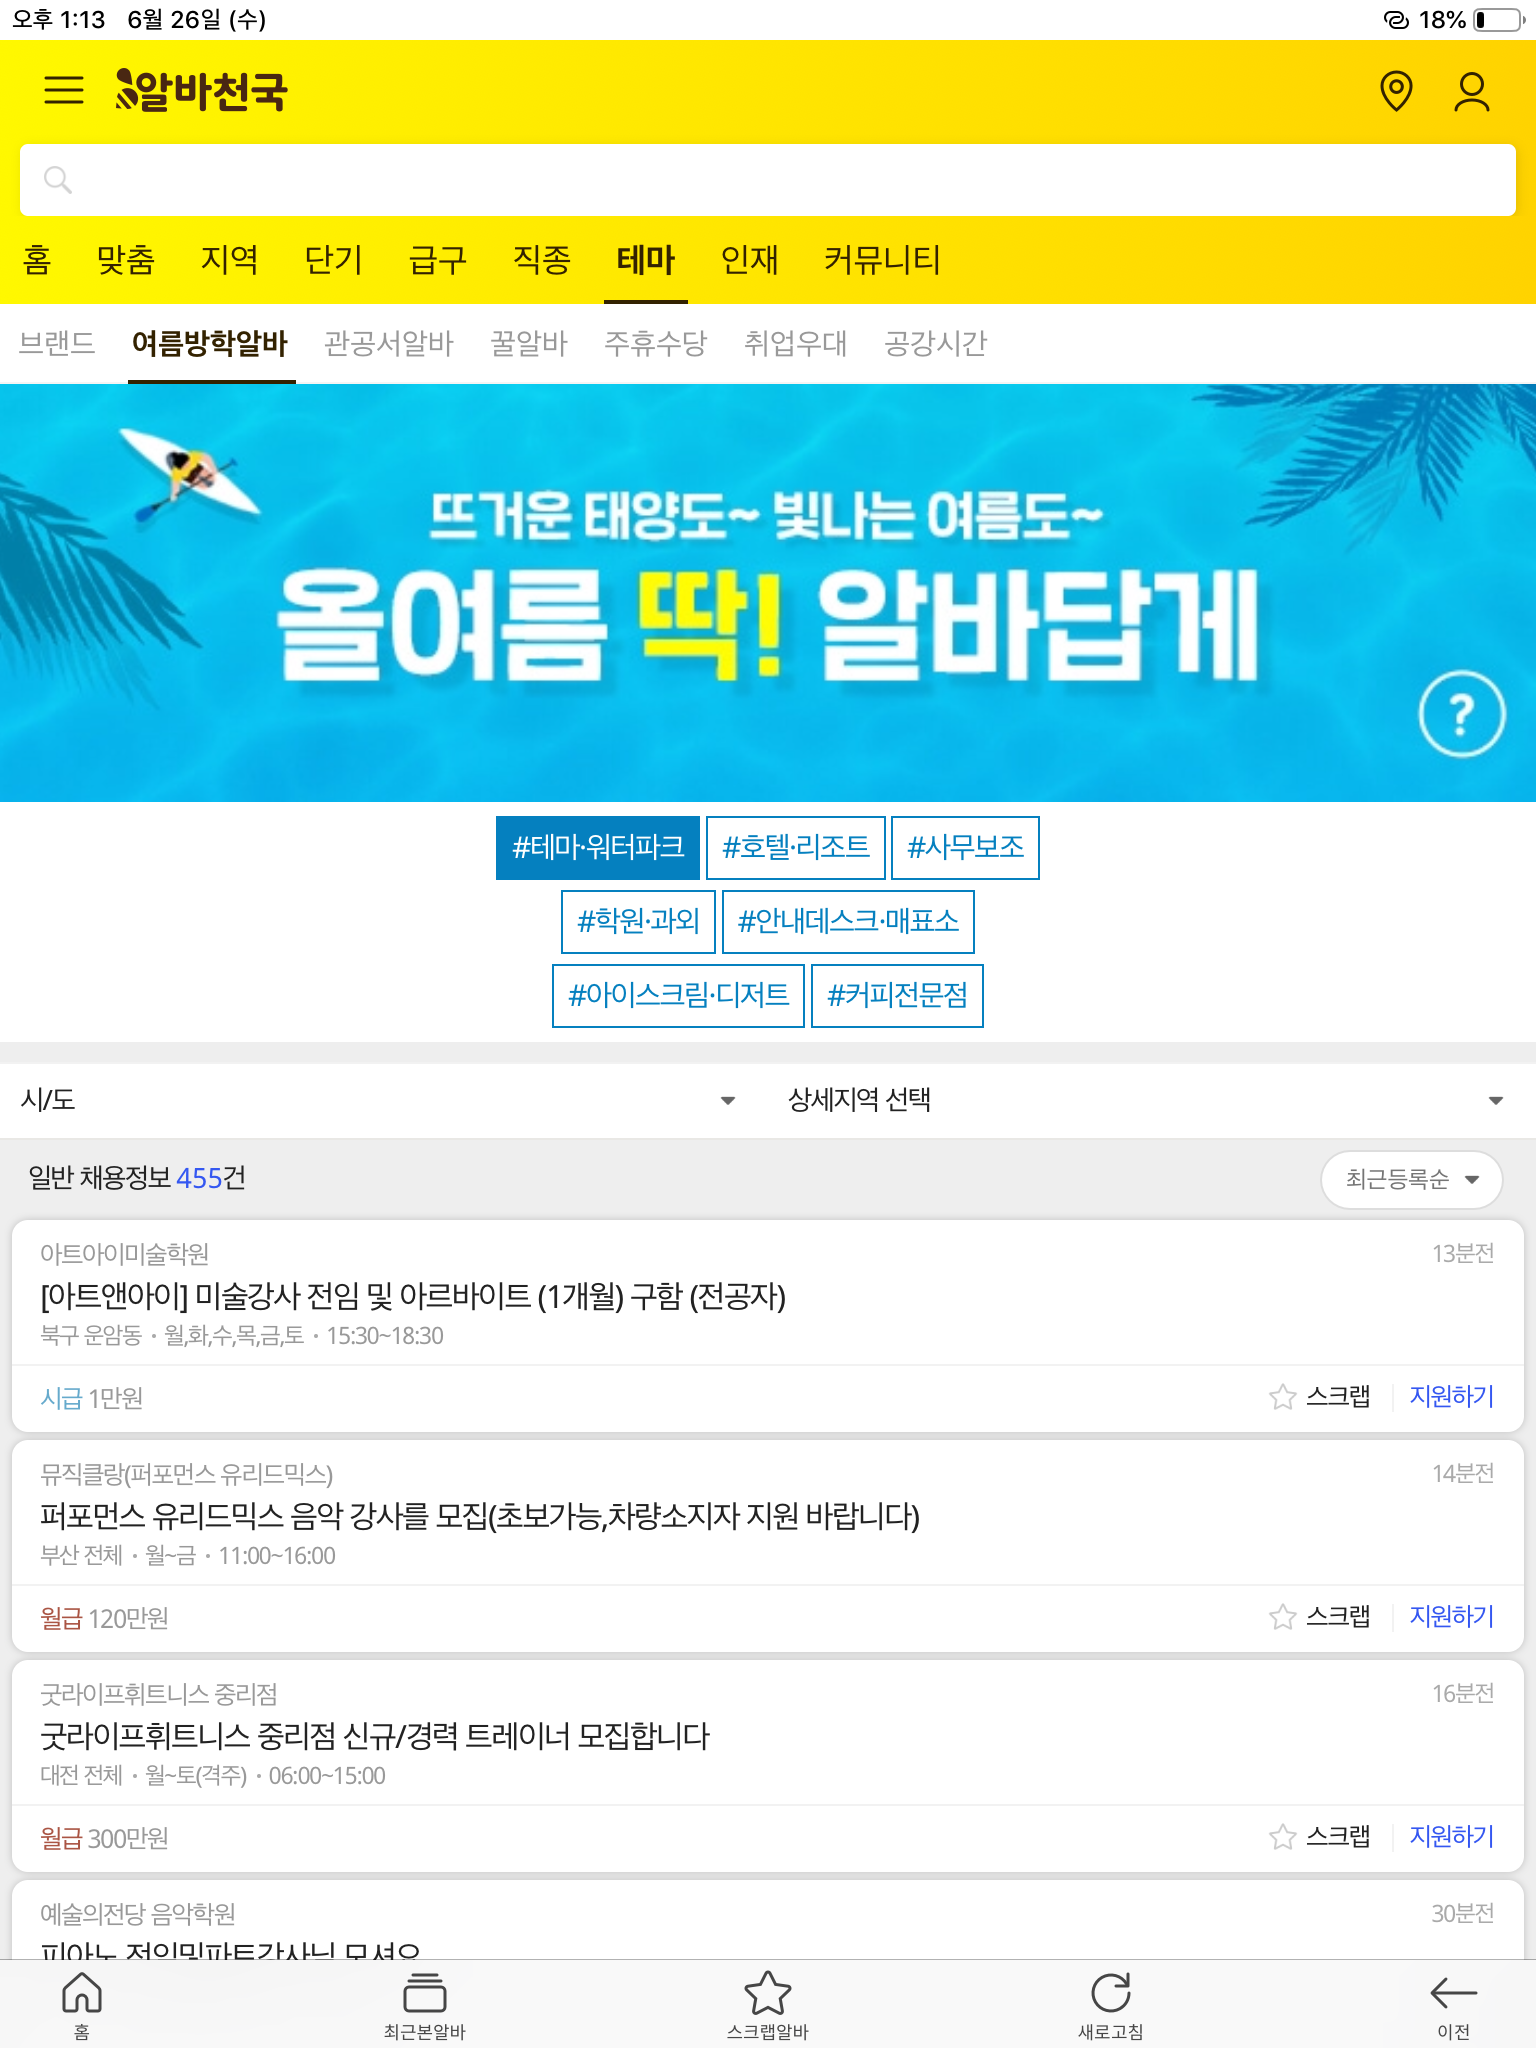 오후 1:13 6월 26일 (수) 18%
알바천국
홈 맞춤 지역 단기 급구 직종 테마 인재 커뮤니티
브랜드 여름방학알바 관공서알바 꿀알바 주휴수당 취업우대 공강시간
뜨거운 태양도~ 빛나는 여름도~
올여름 딱! 알바답게
?
#테마·워터파크 #호텔·리조트 #사무보조
#학원·과외 #안내데스크·매표소
#아이스크림·디저트 #커피전문점
시/도 상세지역 선택
일반 채용정보 455건 최근등록순
아트아이미술학원 13분전
[아트앤아이] 미술강사 전임 및 아르바이트 (1개월) 구함 (전공자)
북구 운암동 · 월,화,수,목,금,토 · 15:30~18:30
시급 1만원 스크랩 지원하기
뮤직클랑(퍼포먼스 유리드믹스) 14분전
퍼포먼스 유리드믹스 음악 강사를 모집(초보가능,차량소지자 지원 바랍니다)
부산 전체 · 월~금 · 11:00~16:00
월급 120만원 스크랩 지원하기
굿라이프휘트니스 중리점 16분전
굿라이프휘트니스 중리점 신규/경력 트레이너 모집합니다
대전 전체 · 월~토(격주) · 06:00~15:00
월급 300만원 스크랩 지원하기
예술의전당 음악학원 30분전
피아노 전임및파트강사님 모셔요
홈 최근본알바 스크랩알바 새로고침 이전